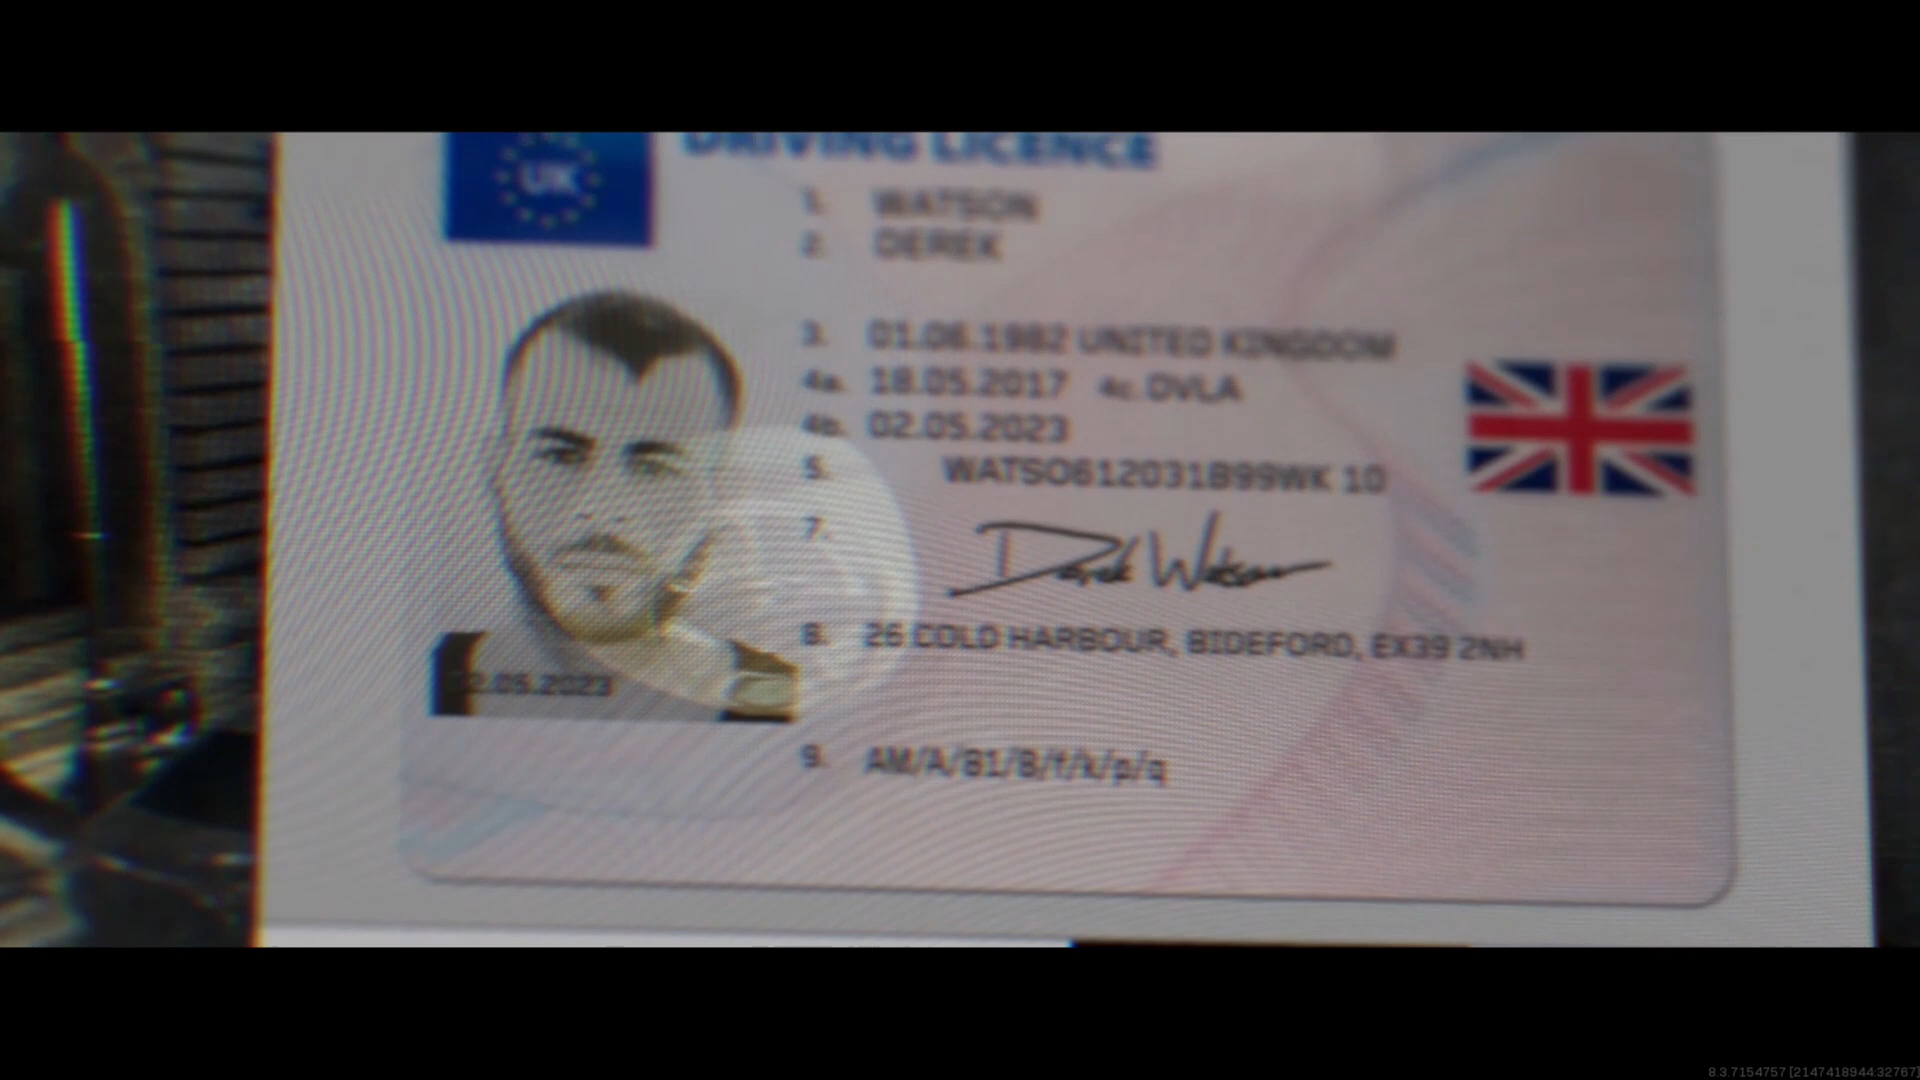 DRIVING LICENCE
UK
1. WATSON
2. DEREK
3. 01.06.1982 UNITED KINGDOM
4a. 18.05.2017 4c. DVLA
4b. 02.05.2023
5. WATSO612031B99WK 10
7. Derek Watson
8. 26 COLD HARBOUR, BIDEFORD, EX39 2NH
.05.2023
9. AM/A/B1/B/f/k/p/q
8.3.7154757 [2147418944:32767]